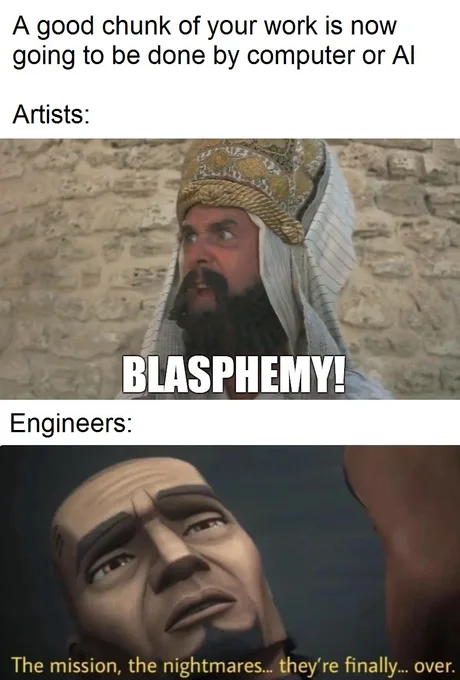 A good chunk of your work is now
going to be done by computer or AI
Artists:
BLASPHEMY!
Engineers:
The mission, the nightmares... they're finally... over.